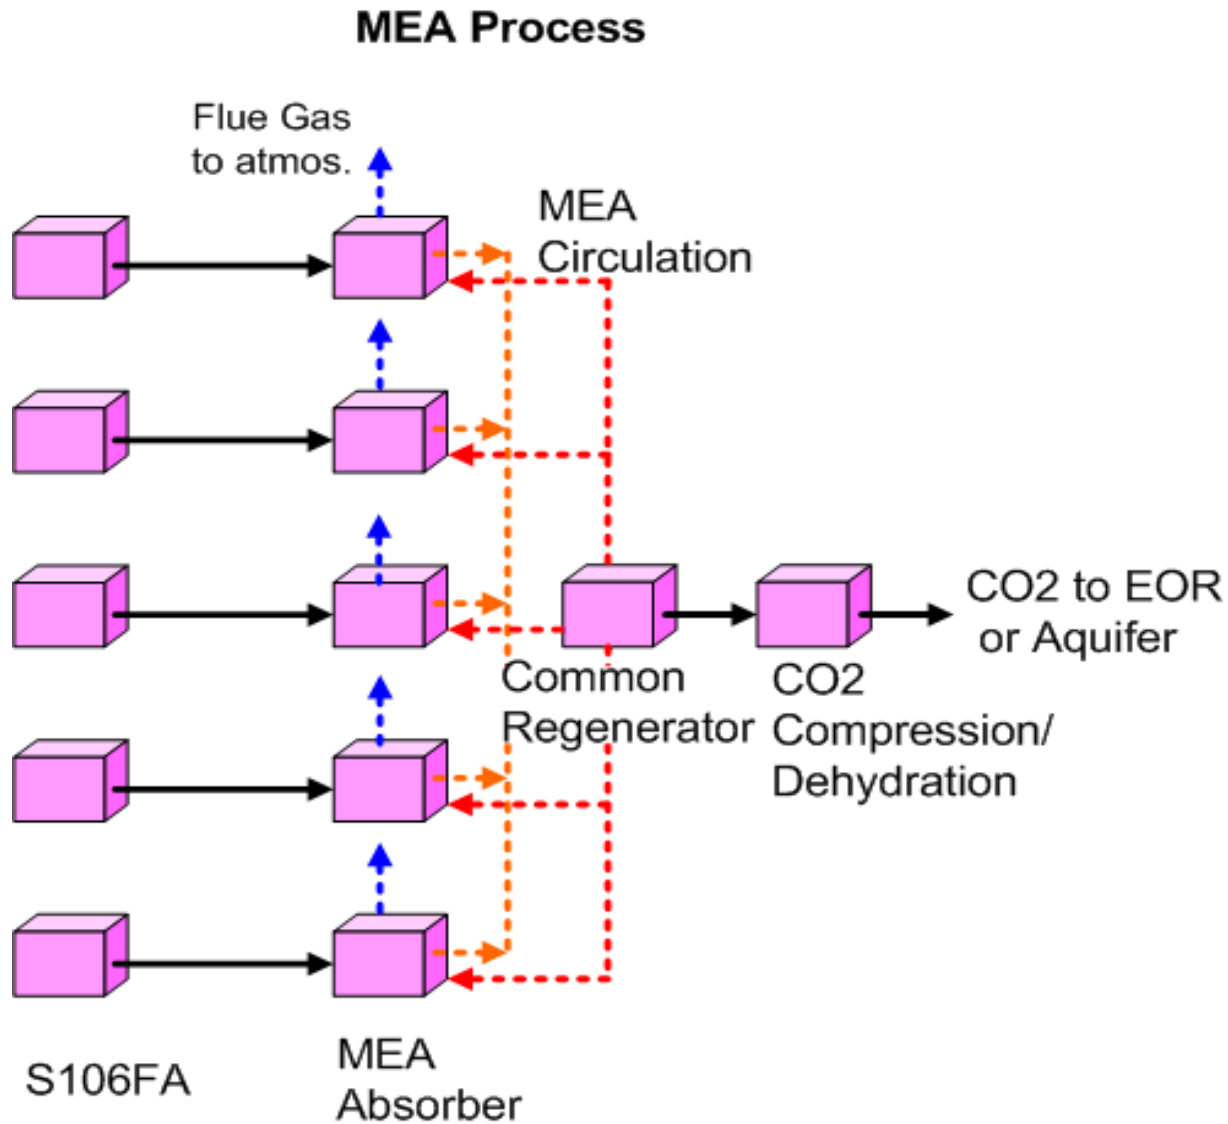 MEA Process
Flue Gas
to atmos.
MEA
Circulation
CO2 to EOR
or Aquifer
Common
Regenerator
CO2
Compression/
Dehydration
S106FA
MEA
Absorber